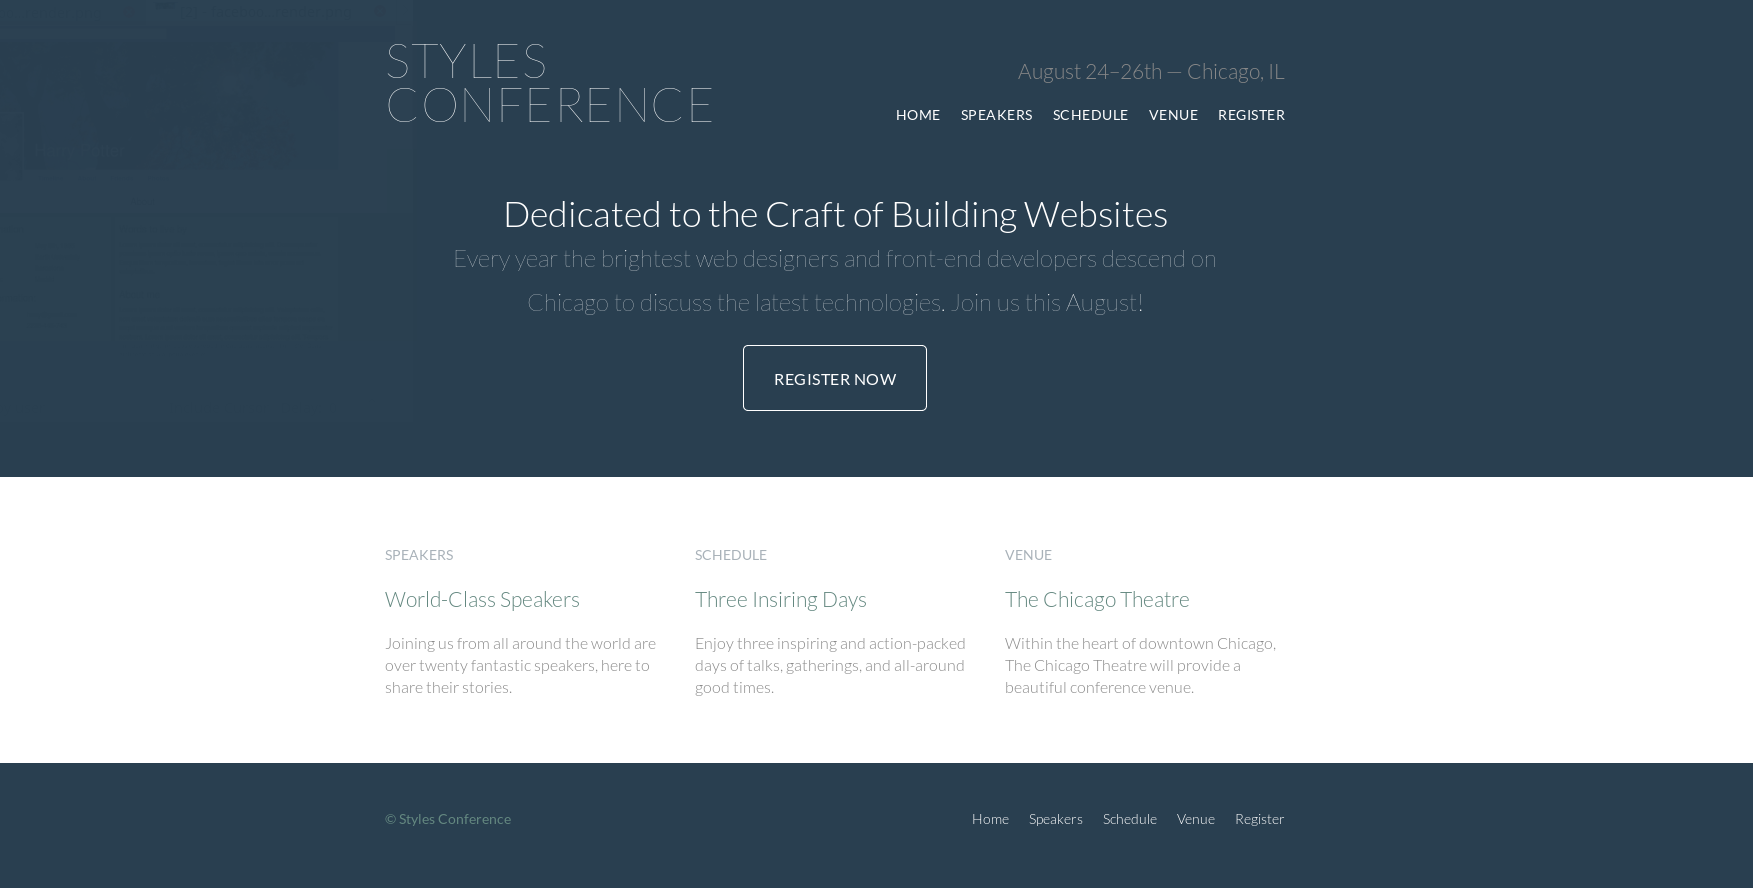 STYLES
CONFERENCE
August 24–26th — Chicago, IL
HOME SPEAKERS SCHEDULE VENUE REGISTER
Dedicated to the Craft of Building Websites
Every year the brightest web designers and front-end developers descend on
Chicago to discuss the latest technologies. Join us this August!
REGISTER NOW
SPEAKERS
World-Class Speakers
Joining us from all around the world are
over twenty fantastic speakers, here to
share their stories.
SCHEDULE
Three Insiring Days
Enjoy three inspiring and action-packed
days of talks, gatherings, and all-around
good times.
VENUE
The Chicago Theatre
Within the heart of downtown Chicago,
The Chicago Theatre will provide a
beautiful conference venue.
© Styles Conference
Home Speakers Schedule Venue Register